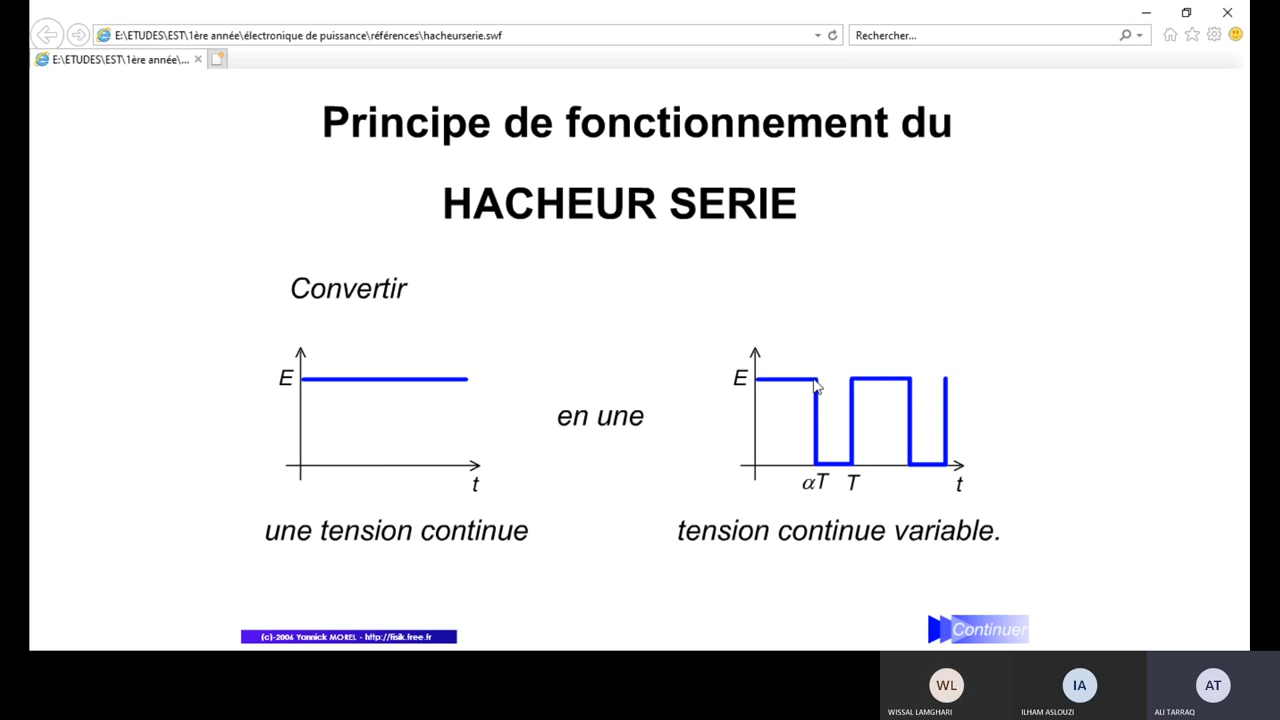 E:\ETUDES\EST\1ère année\électronique de puissance\références\hacheurserie.swf
Rechercher...
E:\ETUDES\EST\1ère année\...
Principe de fonctionnement du
HACHEUR SERIE
Convertir
E
t
en une
E
αT
T
t
une tension continue
tension continue variable.
(c)-2006 Yannick MOREL - http://fisik.free.fr
Continuer
WL
IA
AT
WISSAL LAMGHARI
ILHAM ASLOUZI
ALI TARRAQ